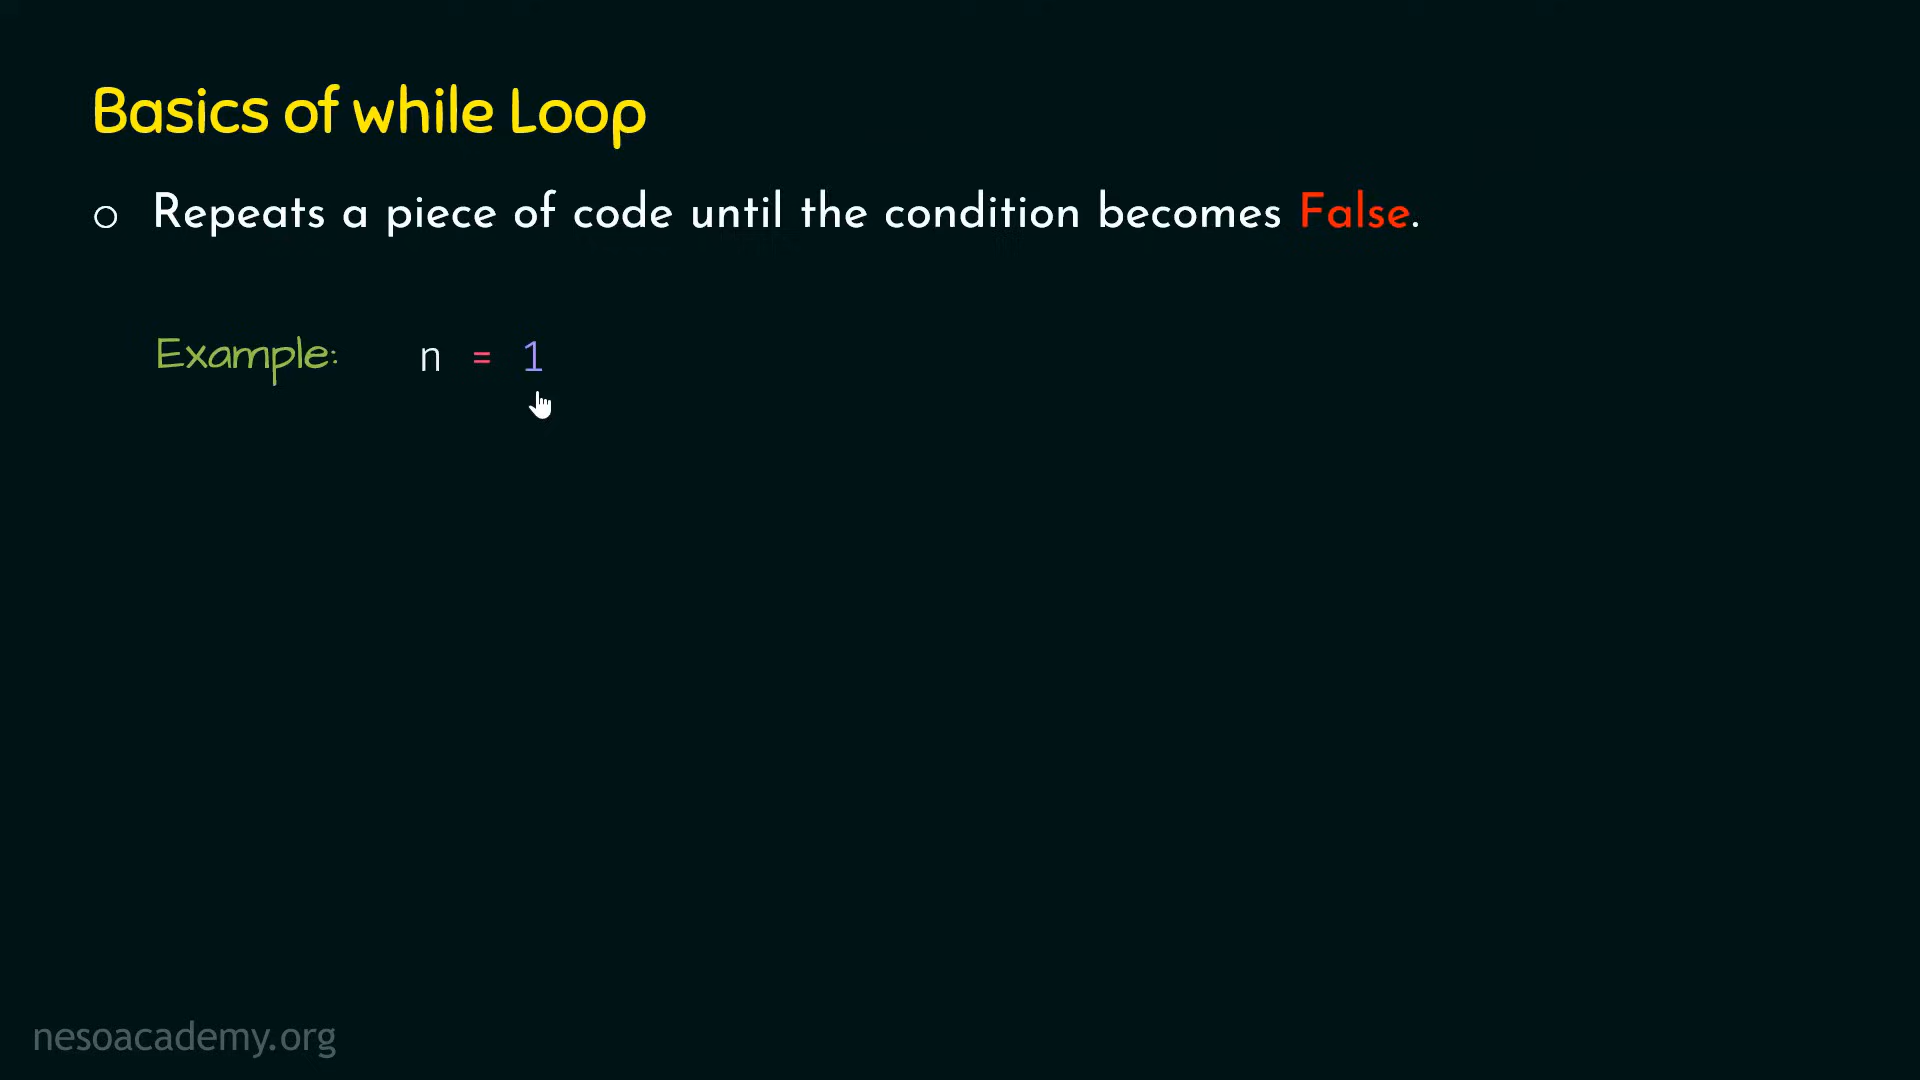 Basics of while Loop
Repeats a piece of code until the condition becomes False.
Example: n = 1
nesoacademy.org